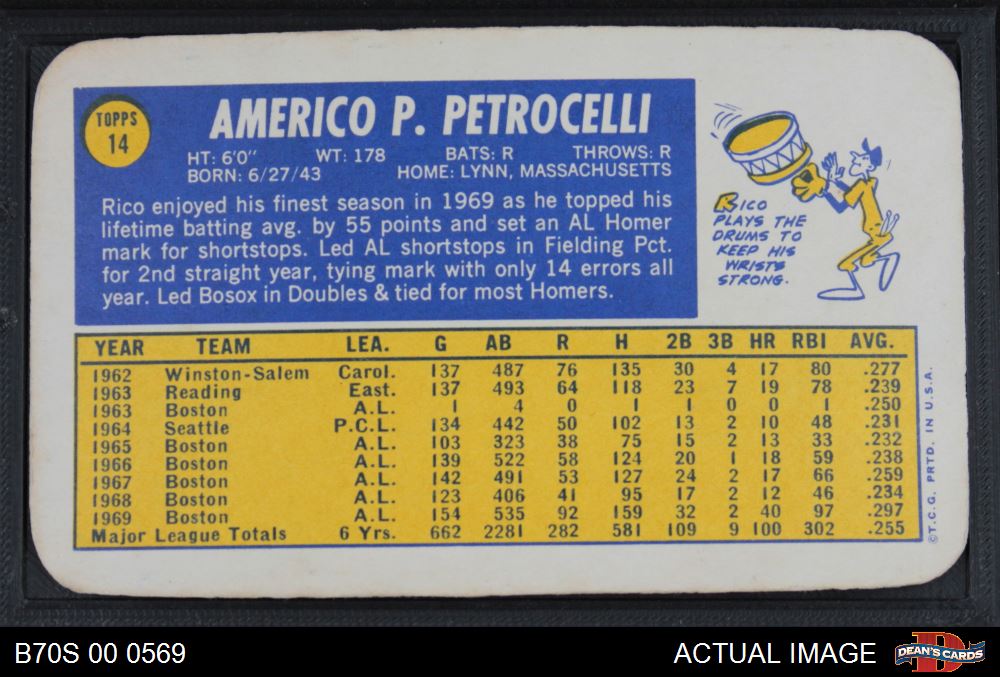 TOPPS
14
AMERICO P. PETROCELLI
HT: 6'0" WT: 178 BATS: R THROWS: R
BORN: 6/27/43 HOME: LYNN, MASSACHUSETTS
Rico enjoyed his finest season in 1969 as he topped his
lifetime batting avg. by 55 points and set an AL Homer
mark for shortstops. Led AL shortstops in Fielding Pct.
for 2nd straight year, tying mark with only 14 errors all
year. Led Bosox in Doubles & tied for most Homers.
RICO
PLAYS THE
DRUMS TO
KEEP HIS
WRISTS
STRONG.
YEAR TEAM LEA. G AB R H 2B 3B HR RBI AVG.
1962 Winston-Salem Carol. 137 487 76 135 30 4 17 80 .277
1963 Reading East. 137 493 64 118 23 7 19 78 .239
1963 Boston A.L. 1 4 0 1 1 0 0 1 .250
1964 Seattle P.C.L. 134 442 50 102 13 2 10 48 .231
1965 Boston A.L. 103 323 38 75 15 2 13 33 .232
1966 Boston A.L. 139 522 58 124 20 1 18 59 .238
1967 Boston A.L. 142 491 53 127 24 2 17 66 .259
1968 Boston A.L. 123 406 41 95 17 2 12 46 .234
1969 Boston A.L. 154 535 92 159 32 2 40 97 .297
Major League Totals 6 Yrs. 662 2281 282 581 109 9 100 302 .255
©T.C.G. PRTD. IN U.S.A.
B70S 00 0569
ACTUAL IMAGE
D
DEAN'S CARDS